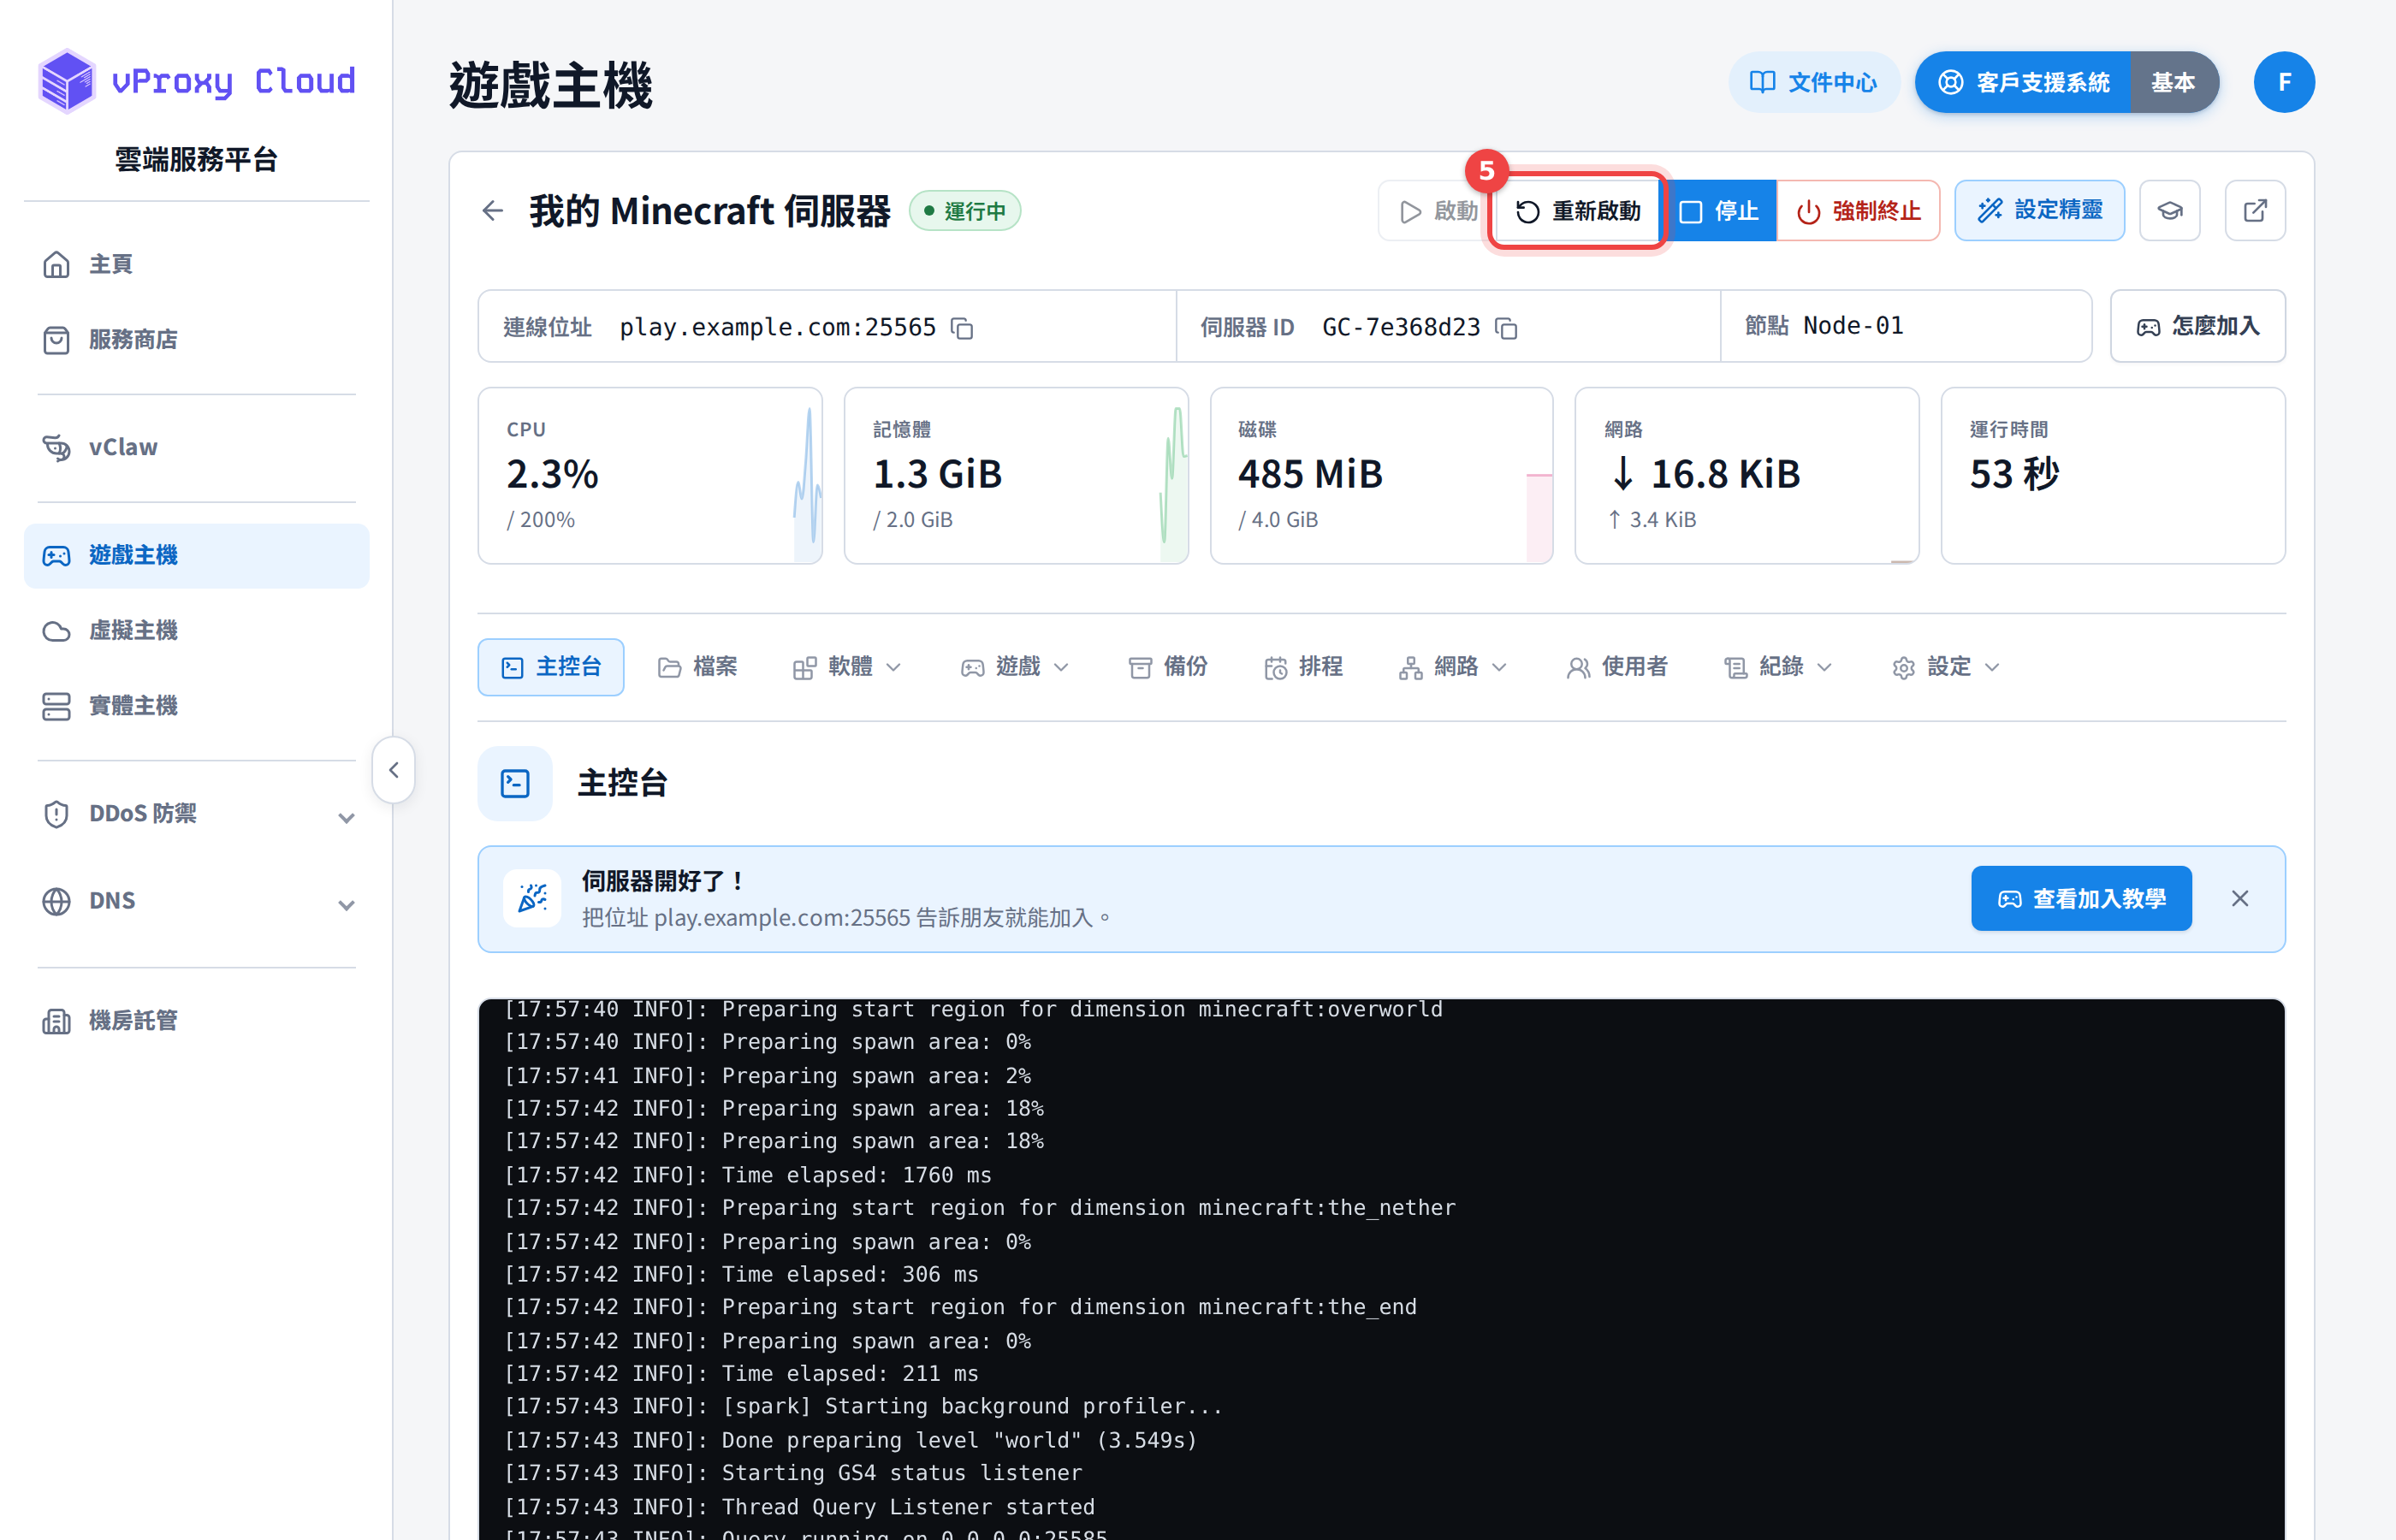 vProxy Cloud
雲端服務平台
主頁
服務商店
vClaw
遊戲主機
虛擬主機
實體主機
DDoS 防禦
DNS
機房託管
遊戲主機
文件中心
客戶支援系統 基本
F
我的 Minecraft 伺服器
運行中
5
啟動
重新啟動
停止
強制終止
設定精靈
連線位址 play.example.com:25565
伺服器 ID GC-7e368d23
節點 Node-01
怎麼加入
CPU
2.3%
/ 200%
記憶體
1.3 GiB
/ 2.0 GiB
磁碟
485 MiB
/ 4.0 GiB
網路
↓ 16.8 KiB
↑ 3.4 KiB
運行時間
53 秒
主控台
檔案
軟體
遊戲
備份
排程
網路
使用者
紀錄
設定
主控台
伺服器開好了！
把位址 play.example.com:25565 告訴朋友就能加入。
查看加入教學
[17:57:40 INFO]: Preparing start region for dimension minecraft:overworld
[17:57:40 INFO]: Preparing spawn area: 0%
[17:57:41 INFO]: Preparing spawn area: 2%
[17:57:42 INFO]: Preparing spawn area: 18%
[17:57:42 INFO]: Preparing spawn area: 18%
[17:57:42 INFO]: Time elapsed: 1760 ms
[17:57:42 INFO]: Preparing start region for dimension minecraft:the_nether
[17:57:42 INFO]: Preparing spawn area: 0%
[17:57:42 INFO]: Time elapsed: 306 ms
[17:57:42 INFO]: Preparing start region for dimension minecraft:the_end
[17:57:42 INFO]: Preparing spawn area: 0%
[17:57:42 INFO]: Time elapsed: 211 ms
[17:57:43 INFO]: [spark] Starting background profiler...
[17:57:43 INFO]: Done preparing level "world" (3.549s)
[17:57:43 INFO]: Starting GS4 status listener
[17:57:43 INFO]: Thread Query Listener started
[17:57:43 INFO]: Query running on 0.0.0.0:25585